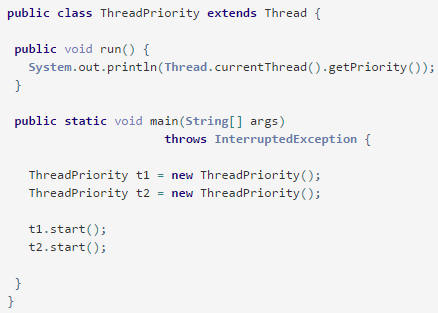 public class ThreadPriority extends Thread {
public void run() {
System.out.println(Thread.currentThread().getPriority());
}
public static void main(String[] args)
throws InterruptedException {
ThreadPriority t1 = new ThreadPriority();
ThreadPriority t2 = new ThreadPriority();
t1.start();
t2.start();
}
}